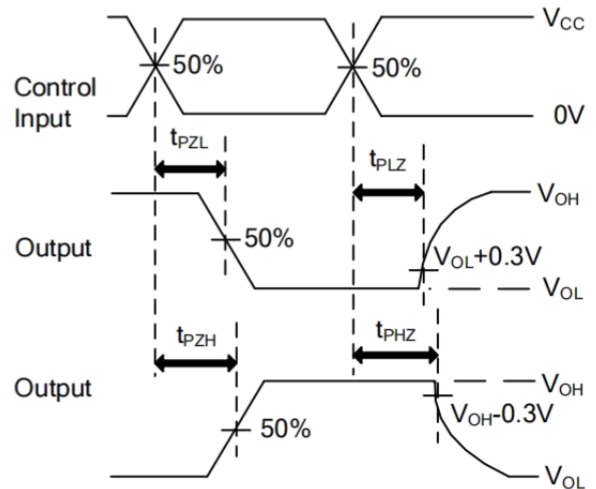 VCC
50%
50%
Control
Input
0V
tPZL
tPLZ
VOH
Output
50%
VOL+0.3V
VOL
tPZH
tPHZ
Output
VOH
VOH-0.3V
50%
VOL